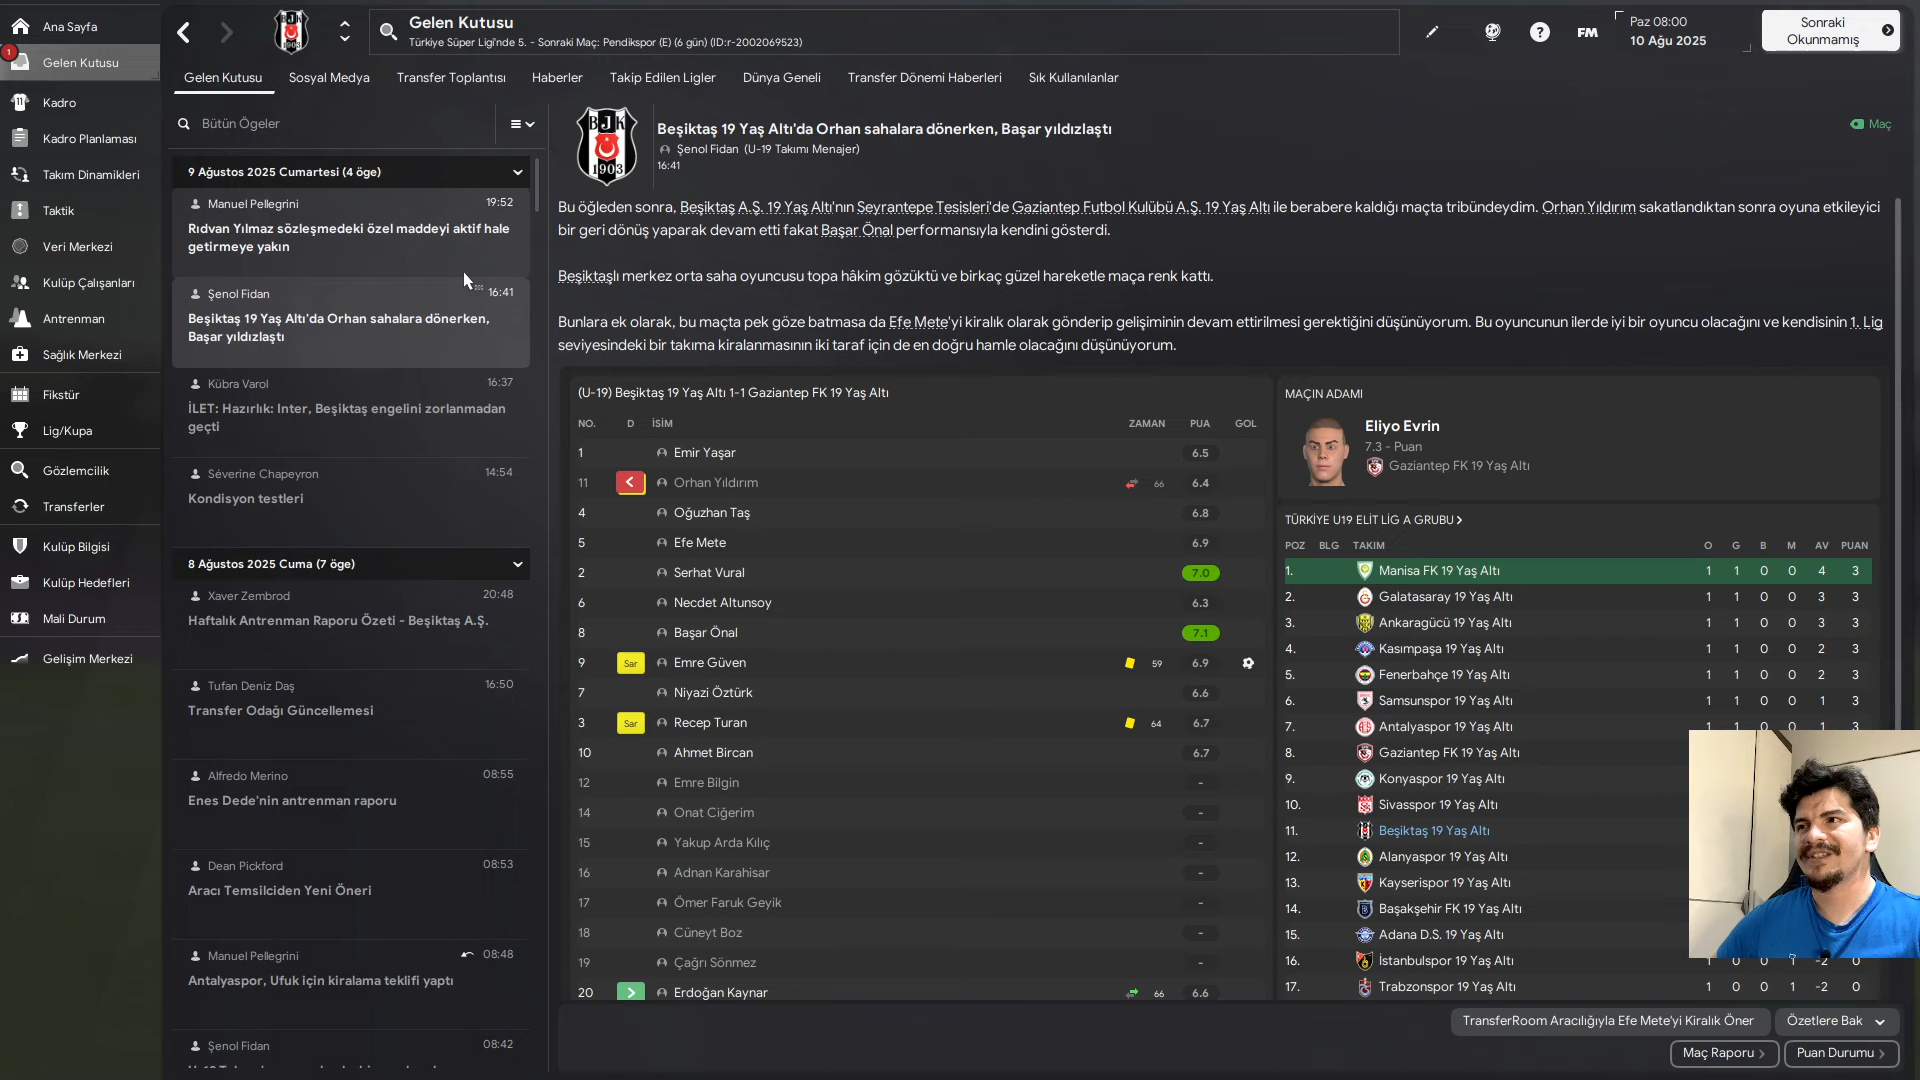 Ana Sayfa
1
Gelen Kutusu
Kadro
Kadro Planlaması
Takım Dinamikleri
Taktik
Veri Merkezi
Kulüp Çalışanları
Antrenman
Sağlık Merkezi
Fikstür
Lig/Kupa
Gözlemcilik
Transferler
Kulüp Bilgisi
Kulüp Hedefleri
Mali Durum
Gelişim Merkezi
Gelen Kutusu
Türkiye Süper Ligi'nde 5. - Sonraki Maç: Pendikspor (E) (6 gün) (ID:r-2002069523)
FM
Paz 08:00
10 Ağu 2025
Sonraki
Okunmamış
Gelen Kutusu Sosyal Medya Transfer Toplantısı Haberler Takip Edilen Ligler Dünya Geneli Transfer Dönemi Haberleri Sık Kullanılanlar
Bütün Ögeler
9 Ağustos 2025 Cumartesi (4 öge)
Manuel Pellegrini 19:52
Rıdvan Yılmaz sözleşmedeki özel maddeyi aktif hale
getirmeye yakın
Şenol Fidan 16:41
Beşiktaş 19 Yaş Altı'da Orhan sahalara dönerken,
Başar yıldızlaştı
Kübra Varol 16:37
İLET: Hazırlık: Inter, Beşiktaş engelini zorlanmadan
geçti
Séverine Chapeyron 14:54
Kondisyon testleri
8 Ağustos 2025 Cuma (7 öge)
Xaver Zembrod 20:48
Haftalık Antrenman Raporu Özeti - Beşiktaş A.Ş.
Tufan Deniz Daş 16:50
Transfer Odağı Güncellemesi
Alfredo Merino 08:55
Enes Dede'nin antrenman raporu
Dean Pickford 08:53
Aracı Temsilciden Yeni Öneri
Manuel Pellegrini 08:48
Antalyaspor, Ufuk için kiralama teklifi yaptı
Şenol Fidan 08:42
BJK
1903
Beşiktaş 19 Yaş Altı'da Orhan sahalara dönerken, Başar yıldızlaştı
Şenol Fidan (U-19 Takımı Menajer)
16:41
Maç
Bu öğleden sonra, Beşiktaş A.Ş. 19 Yaş Altı'nın Seyrantepe Tesisleri'de Gaziantep Futbol Kulübü A.Ş. 19 Yaş Altı ile berabere kaldığı maçta tribündeydim. Orhan Yıldırım sakatlandıktan sonra oyuna etkileyici
bir geri dönüş yaparak devam etti fakat Başar Önal performansıyla kendini gösterdi.
Beşiktaşlı merkez orta saha oyuncusu topa hâkim gözüktü ve birkaç güzel hareketle maça renk kattı.
Bunlara ek olarak, bu maçta pek göze batmasa da Efe Mete'yi kiralık olarak gönderip gelişiminin devam ettirilmesi gerektiğini düşünüyorum. Bu oyuncunun ilerde iyi bir oyuncu olacağını ve kendisinin 1. Lig
seviyesindeki bir takıma kiralanmasının iki taraf için de en doğru hamle olacağını düşünüyorum.
(U-19) Beşiktaş 19 Yaş Altı 1-1 Gaziantep FK 19 Yaş Altı
NO. D İSİM ZAMAN PUA GOL
1 Emir Yaşar 6.5
11 Orhan Yıldırım 66 6.4
4 Oğuzhan Taş 6.8
5 Efe Mete 6.9
2 Serhat Vural 7.0
6 Necdet Altunsoy 6.3
8 Başar Önal 7.1
9 Sar Emre Güven 59 6.9
7 Niyazi Öztürk 6.6
3 Sar Recep Turan 64 6.7
10 Ahmet Bircan 6.7
12 Emre Bilgin -
14 Onat Ciğerim -
15 Yakup Arda Kılıç -
16 Adnan Karahisar -
17 Ömer Faruk Geyik -
18 Cüneyt Boz -
19 Çağrı Sönmez -
20 Erdoğan Kaynar 66 6.6
MAÇIN ADAMI
Eliyo Evrin
7.3 - Puan
Gaziantep FK 19 Yaş Altı
TÜRKİYE U19 ELİT LİG A GRUBU
POZ BLG TAKIM O G B M AV PUAN
1. Manisa FK 19 Yaş Altı 1 1 0 0 4 3
2. Galatasaray 19 Yaş Altı 1 1 0 0 3 3
3. Ankaragücü 19 Yaş Altı 1 1 0 0 3 3
4. Kasımpaşa 19 Yaş Altı 1 1 0 0 2 3
5. Fenerbahçe 19 Yaş Altı 1 1 0 0 2 3
6. Samsunspor 19 Yaş Altı 1 1 0 0 1 3
7. Antalyaspor 19 Yaş Altı 1 1 0 0 1 3
8. Gaziantep FK 19 Yaş Altı
9. Konyaspor 19 Yaş Altı
10. Sivasspor 19 Yaş Altı
11. Beşiktaş 19 Yaş Altı
12. Alanyaspor 19 Yaş Altı
13. Kayserispor 19 Yaş Altı
14. Başakşehir FK 19 Yaş Altı
15. Adana D.S. 19 Yaş Altı
16. İstanbulspor 19 Yaş Altı 1 0 0 1 -2 0
17. Trabzonspor 19 Yaş Altı 1 0 0 1 -2 0
TransferRoom Aracılığıyla Efe Mete'yi Kiralık Öner
Özetlere Bak
Maç Raporu
Puan Durumu